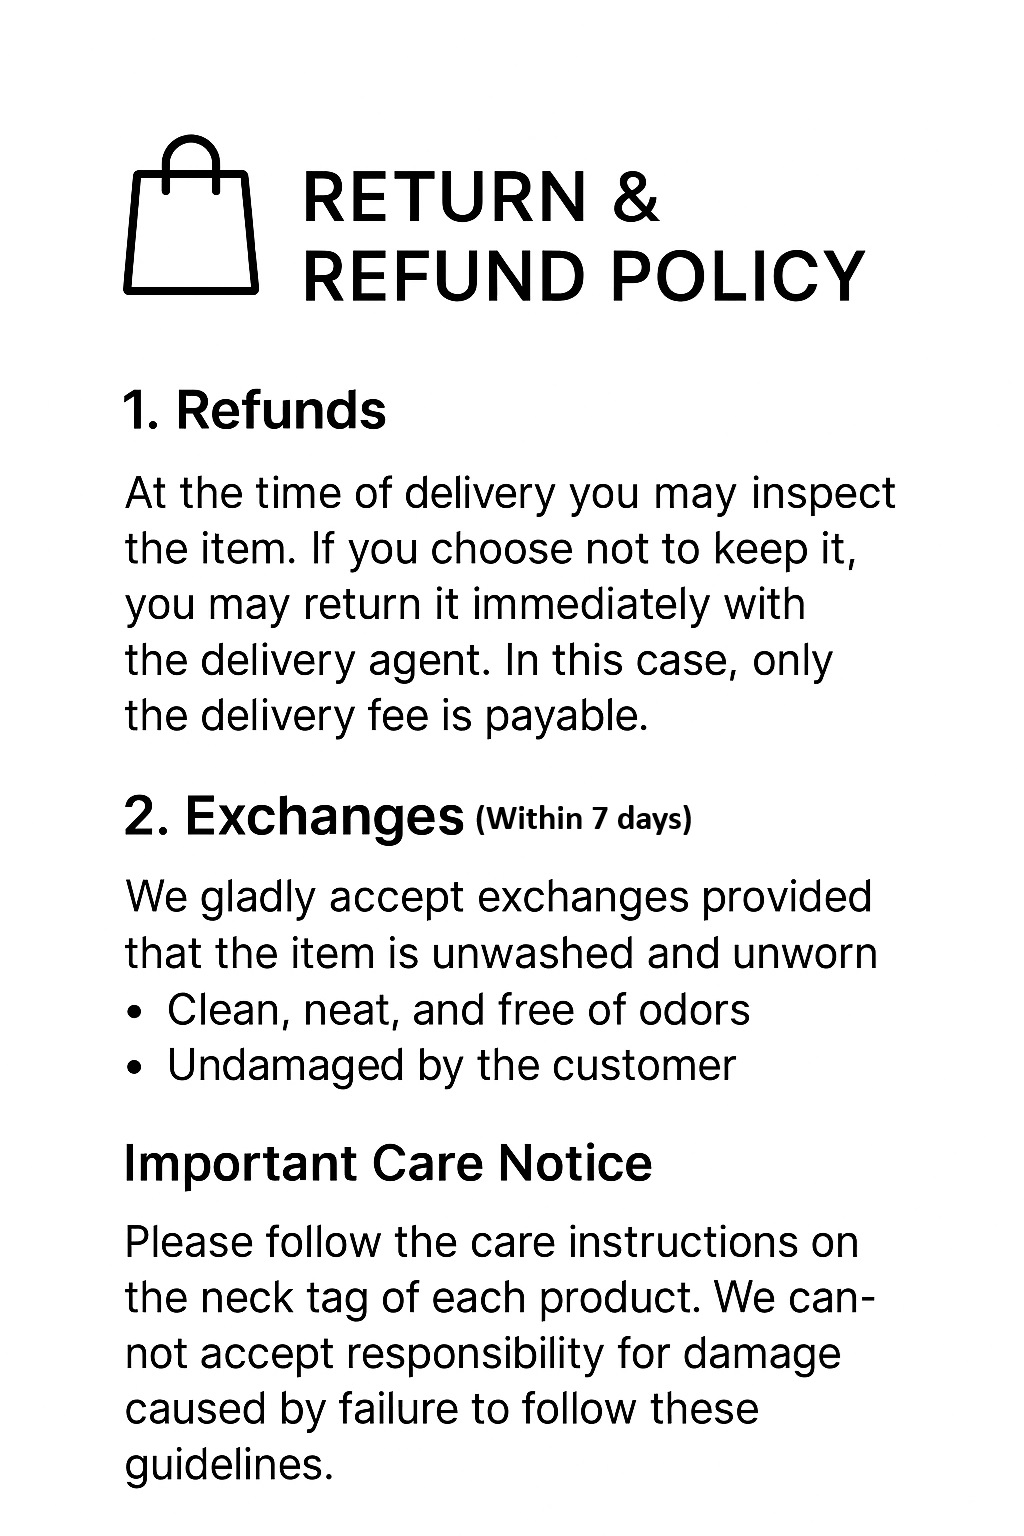 RETURN &
REFUND POLICY
1. Refunds
At the time of delivery you may inspect
the item. If you choose not to keep it,
you may return it immediately with
the delivery agent. In this case, only
the delivery fee is payable.
2. Exchanges (Within 7 days)
We gladly accept exchanges provided
that the item is unwashed and unworn
• Clean, neat, and free of odors
• Undamaged by the customer
Important Care Notice
Please follow the care instructions on
the neck tag of each product. We can-
not accept responsibility for damage
caused by failure to follow these
guidelines.